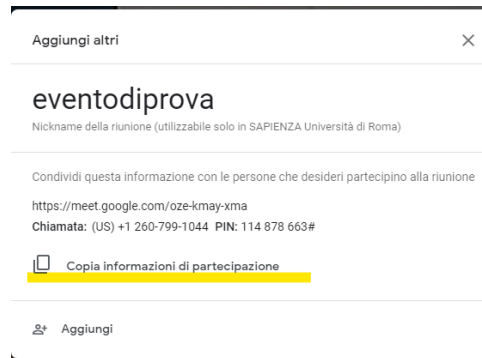 Aggiungi altri
eventodiprova
Nickname della riunione (utilizzabile solo in SAPIENZA Università di Roma)
Condividi questa informazione con le persone che desideri partecipino alla riunione
https://meet.google.com/oze-kmay-xma
Chiamata: (US) +1 260-799-1044 PIN: 114 878 663#
Copia informazioni di partecipazione
Aggiungi